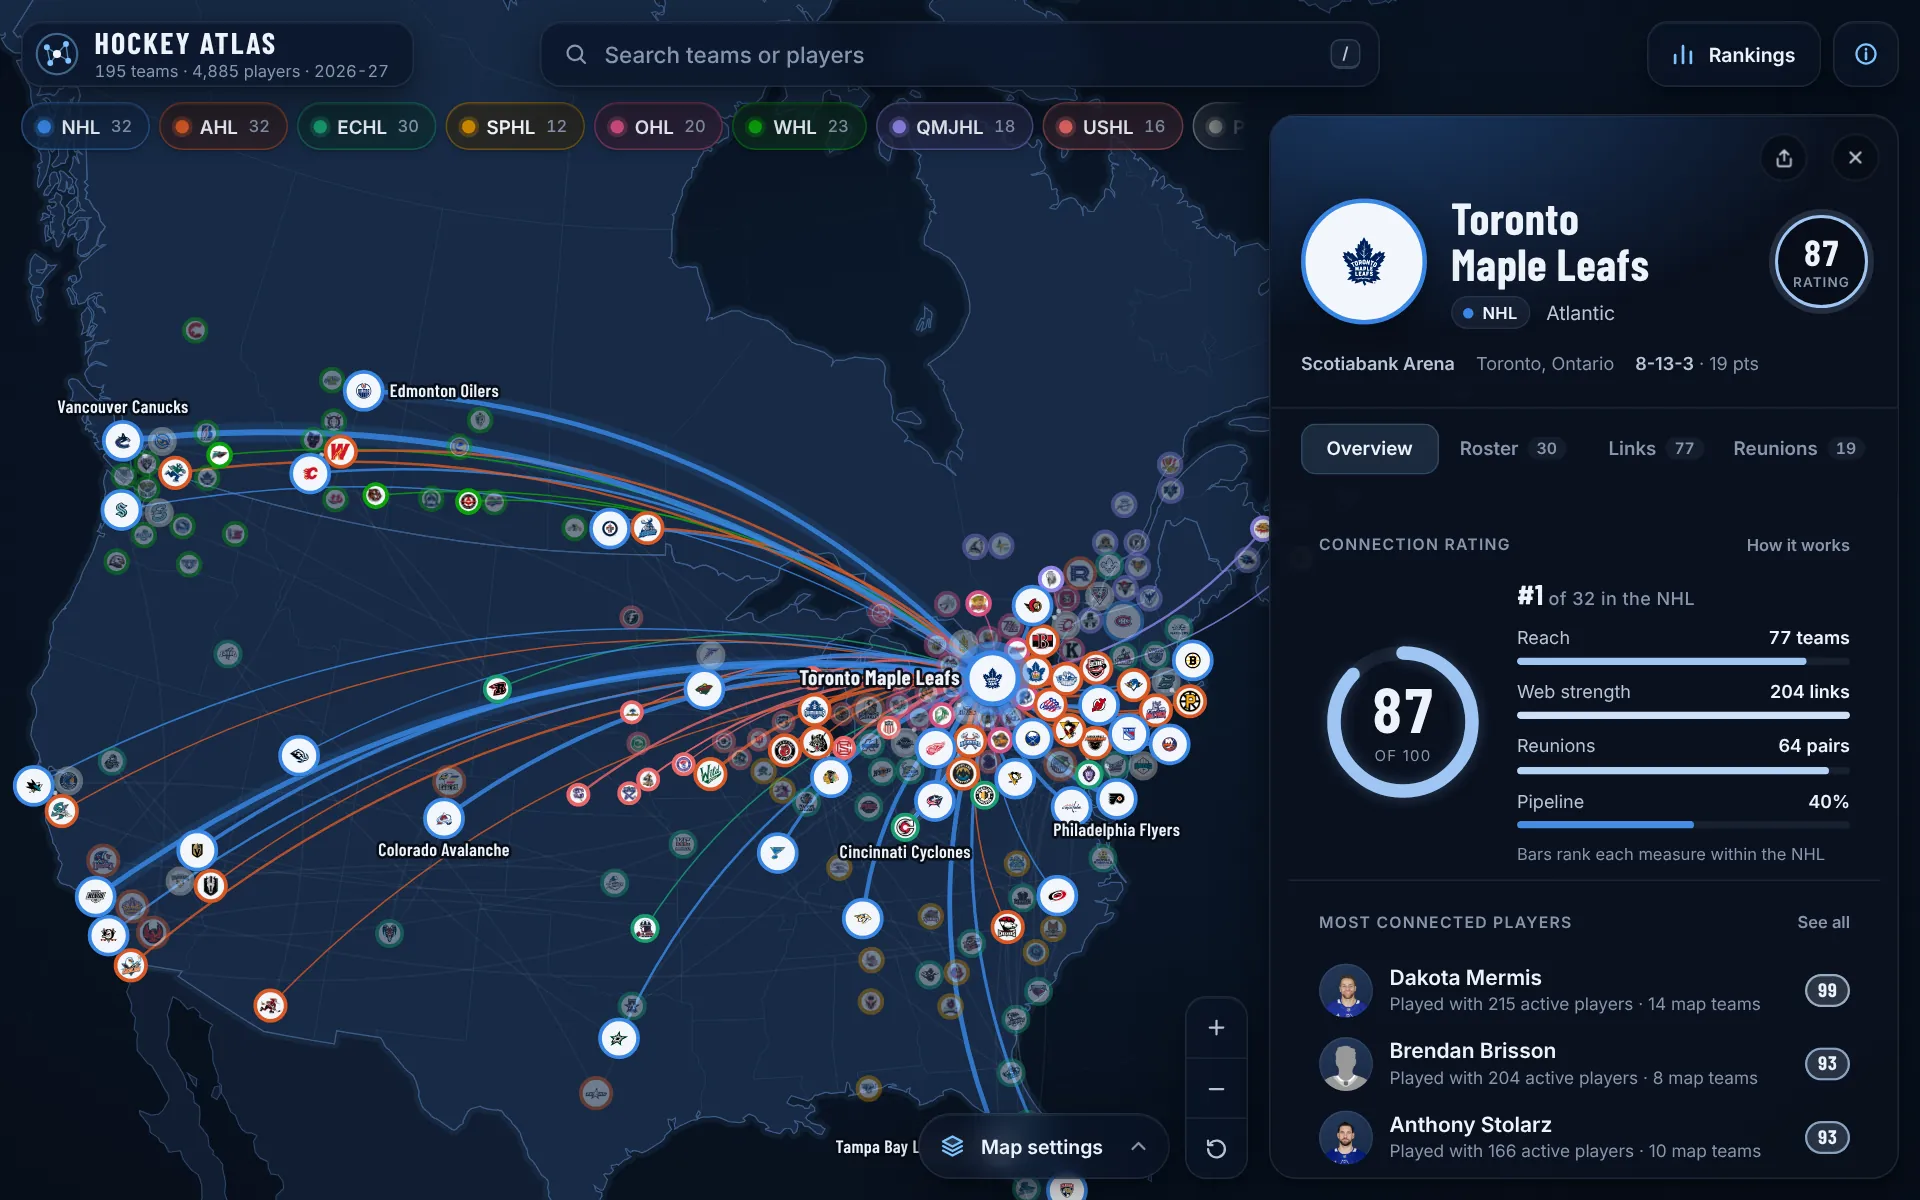 HOCKEY ATLAS
195 teams · 4,885 players · 2026-27
Search teams or players
/
Rankings
NHL 32
AHL 32
ECHL 30
SPHL 12
OHL 20
WHL 23
QMJHL 18
USHL 16
Toronto
Maple Leafs
87
RATING
NHL
Atlantic
Scotiabank Arena
Toronto, Ontario
8-13-3 · 19 pts
Overview
Roster 30
Links 77
Reunions 19
CONNECTION RATING
How it works
#1 of 32 in the NHL
Reach 77 teams
Web strength 204 links
Reunions 64 pairs
Pipeline 40%
87
OF 100
Bars rank each measure within the NHL
MOST CONNECTED PLAYERS
See all
Dakota Mermis
Played with 215 active players · 14 map teams
99
Brendan Brisson
Played with 204 active players · 8 map teams
93
Anthony Stolarz
Played with 166 active players · 10 map teams
93
Vancouver Canucks
Edmonton Oilers
Toronto Maple Leafs
Colorado Avalanche
Cincinnati Cyclones
Philadelphia Flyers
Tampa Bay L
Map settings
+
−